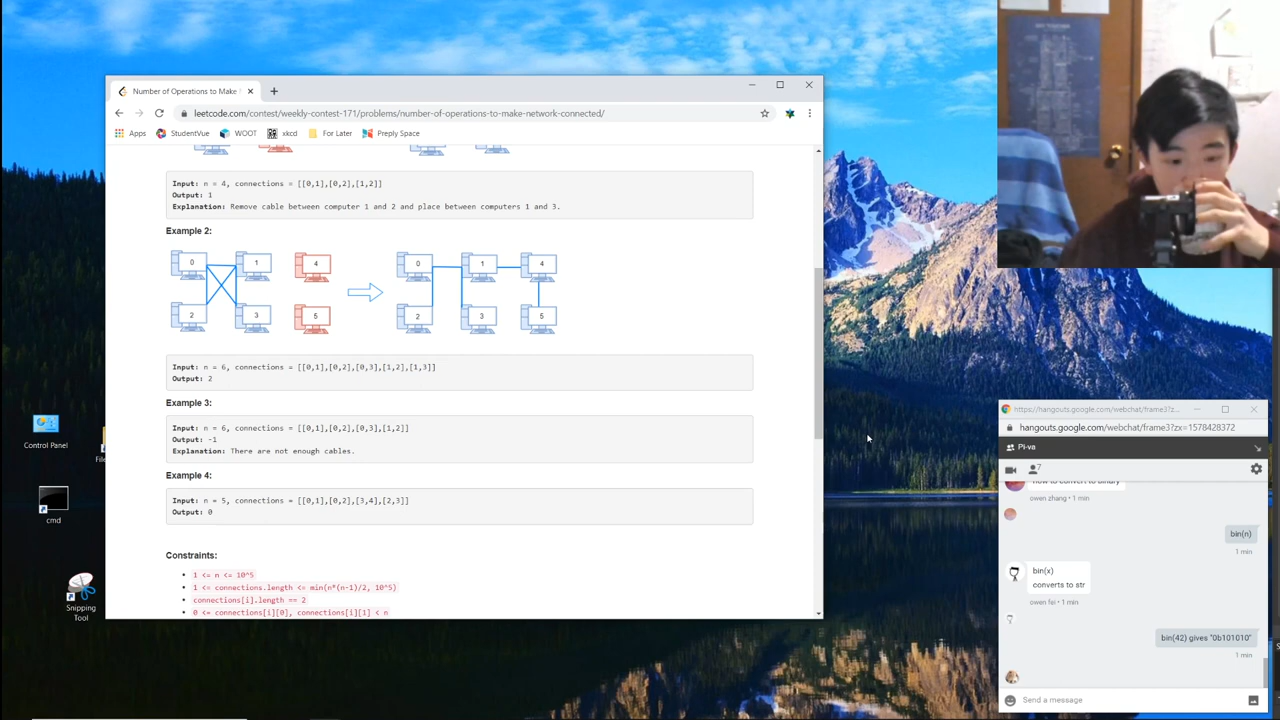 Number of Operations to Make
leetcode.com/contest/weekly-contest-171/problems/number-of-operations-to-make-network-connected/
Apps StudentVue WOOT xkcd For Later Preply Space
Input: n = 4, connections = [[0,1],[0,2],[1,2]]
Output: 1
Explanation: Remove cable between computer 1 and 2 and place between computers 1 and 3.
Example 2:
0 1 4 0 1 4
2 3 5 2 3 5
Input: n = 6, connections = [[0,1],[0,2],[0,3],[1,2],[1,3]]
Output: 2
Example 3:
Input: n = 6, connections = [[0,1],[0,2],[0,3],[1,2]]
Output: -1
Explanation: There are not enough cables.
Example 4:
Input: n = 5, connections = [[0,1],[0,2],[3,4],[2,3]]
Output: 0
Constraints:
1 <= n <= 10^5
1 <= connections.length <= min(n*(n-1)/2, 10^5)
connections[i].length == 2
0 <= connections[i][0], connections[i][1] < n
Control Panel
File
cmd
Snipping
Tool
https://hangouts.google.com/webchat/frame3?z...
hangouts.google.com/webchat/frame3?zx=1578428372
Pi-va
7
how to convert to binary
owen zhang • 1 min
bin(n)
1 min
bin(x)
converts to str
owen fei • 1 min
bin(42) gives "0b101010"
1 min
Send a message